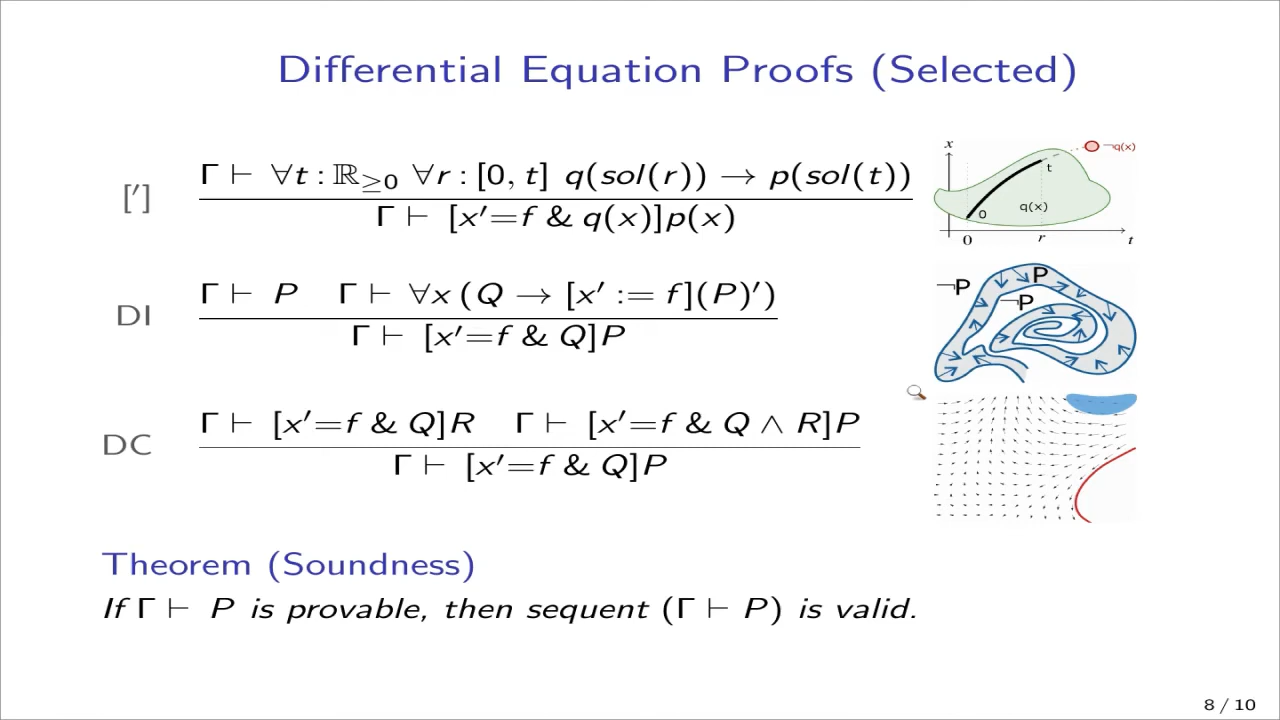 Differential Equation Proofs (Selected)
['] Γ ⊢ ∀t : ℝ≥0 ∀r : [0, t] q(sol(r)) → p(sol(t))
Γ ⊢ [x′=f & q(x)]p(x)
x
¬q(x)
t
q(x)
0
0
r
t
DI Γ ⊢ P Γ ⊢ ∀x (Q → [x′ := f](P)′)
Γ ⊢ [x′=f & Q]P
¬P
P
¬P
DC Γ ⊢ [x′=f & Q]R Γ ⊢ [x′=f & Q ∧ R]P
Γ ⊢ [x′=f & Q]P
Theorem (Soundness)
If Γ ⊢ P is provable, then sequent (Γ ⊢ P) is valid.
8 / 10